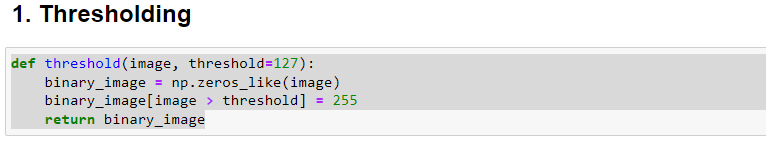 1. Thresholding
def threshold(image, threshold=127):
    binary_image = np.zeros_like(image)
    binary_image[image > threshold] = 255
    return binary_image